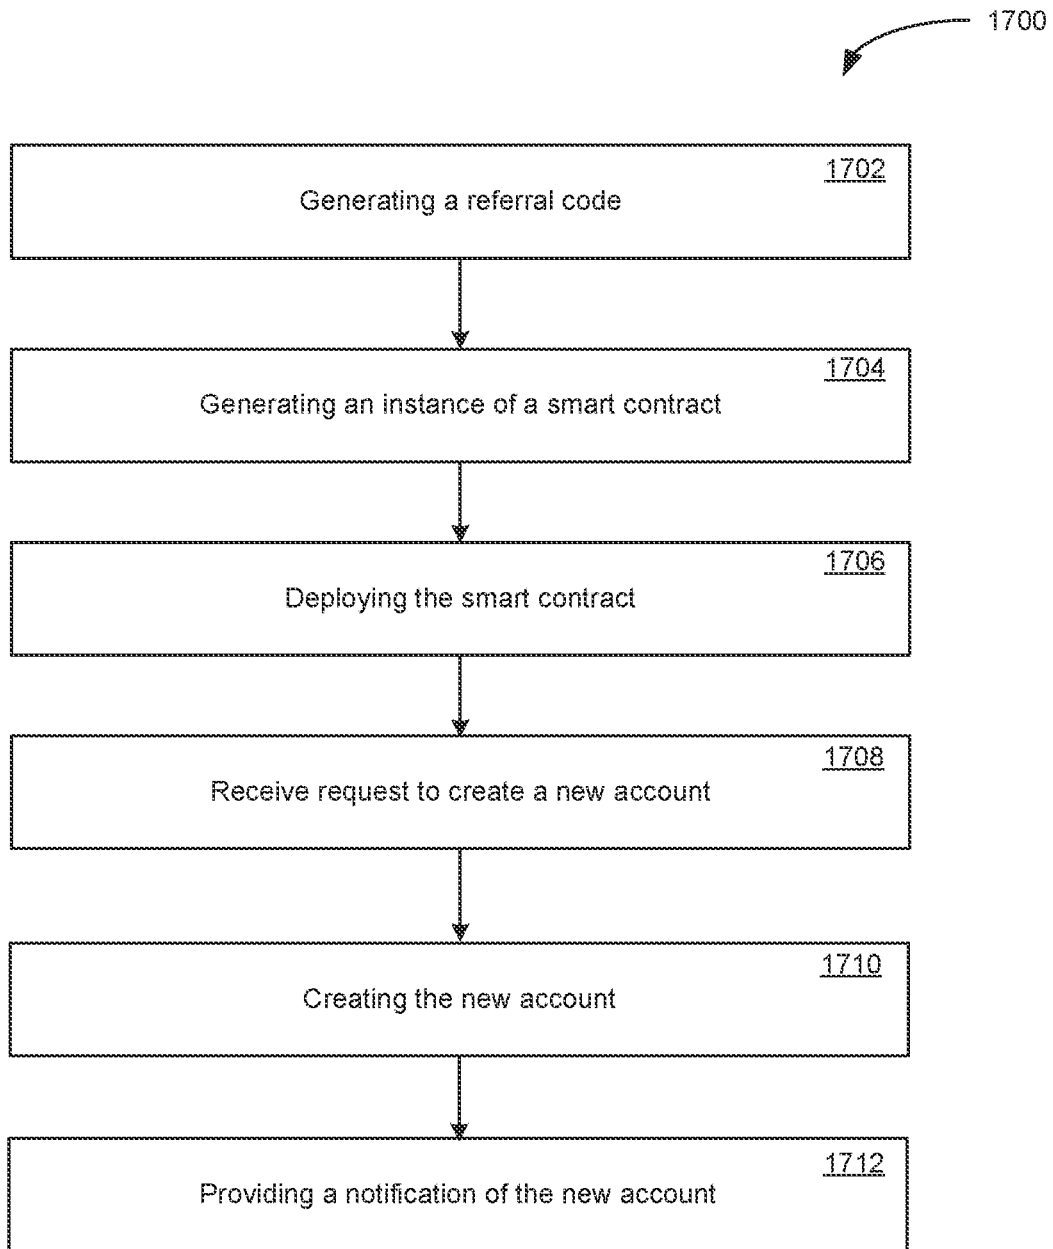 1700
1702
Generating a referral code
1704
Generating an instance of a smart contract
1706
Deploying the smart contract
1708
Receive request to create a new account
1710
Creating the new account
1712
Providing a notification of the new account